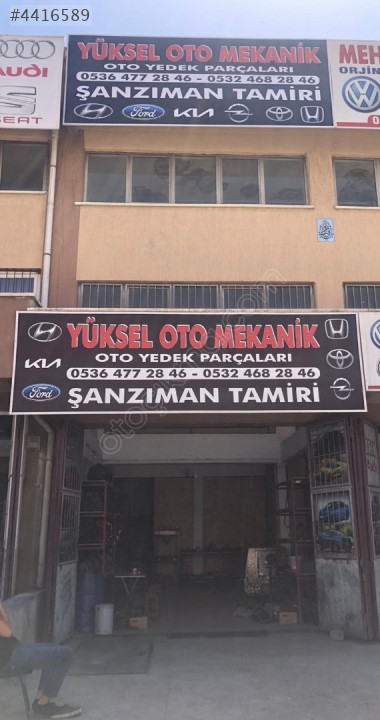 #4416589
AUDI
SEAT
YÜKSEL OTO MEKANİK
OTO YEDEK PARÇALARI
0536 477 28 46 - 0532 468 28 46
ŞANZIMAN TAMİRİ
Ford
KIA
MEH
ORJİN
YÜKSEL OTO MEKANİK
OTO YEDEK PARÇALARI
0536 477 28 46 - 0532 468 28 46
ŞANZIMAN TAMİRİ
KIA
Ford